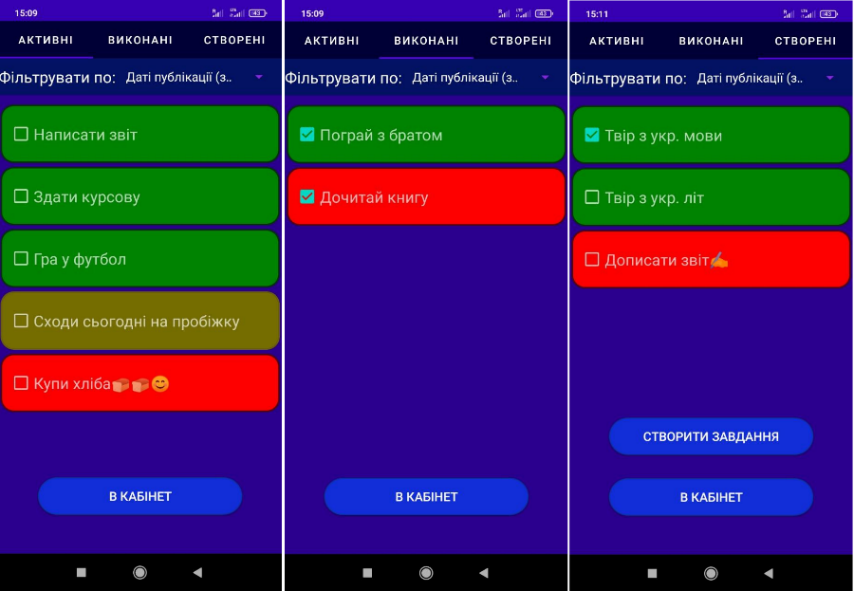 15:09
АКТИВНІ ВИКОНАНІ СТВОРЕНІ
Фільтрувати по: Даті публікації (з..
Написати звіт
Здати курсову
Гра у футбол
Сходи сьогодні на пробіжку
Купи хліба🍞🍞😊
В КАБІНЕТ
15:09
АКТИВНІ ВИКОНАНІ СТВОРЕНІ
Фільтрувати по: Даті публікації (з..
Пограй з братом
Дочитай книгу
В КАБІНЕТ
15:11
АКТИВНІ ВИКОНАНІ СТВОРЕНІ
Фільтрувати по: Даті публікації (з..
Твір з укр. мови
Твір з укр. літ
Дописати звіт✍
СТВОРИТИ ЗАВДАННЯ
В КАБІНЕТ